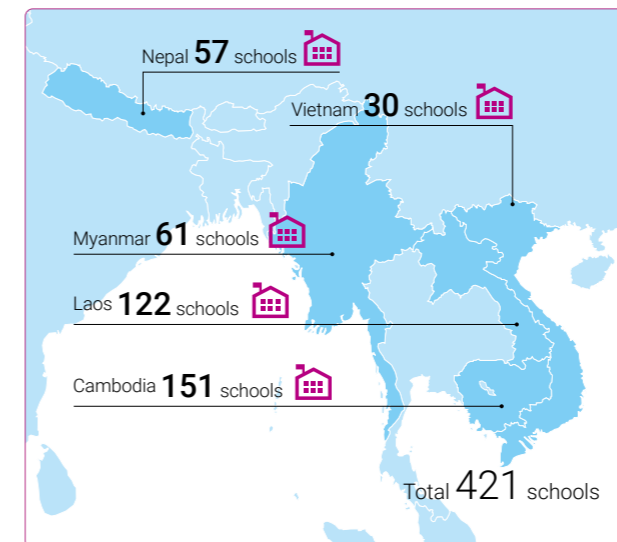 Nepal 57 schools
Vietnam 30 schools
Myanmar 61 schools
Laos 122 schools
Cambodia 151 schools
Total 421 schools